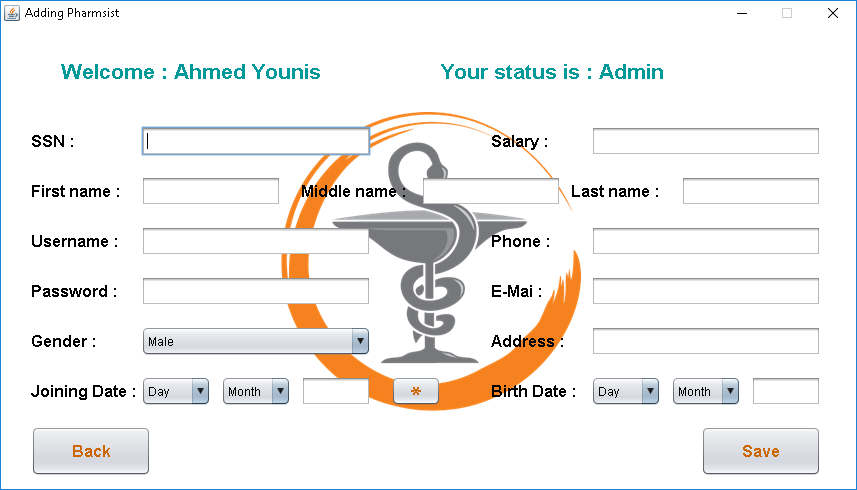 Adding Pharmsist
Welcome : Ahmed Younis Your status is : Admin
SSN : Salary :
First name : Middle name : Last name :
Username : Phone :
Password : E-Mai :
Gender : Male Address :
Joining Date : Day Month * Birth Date : Day Month
Back Save